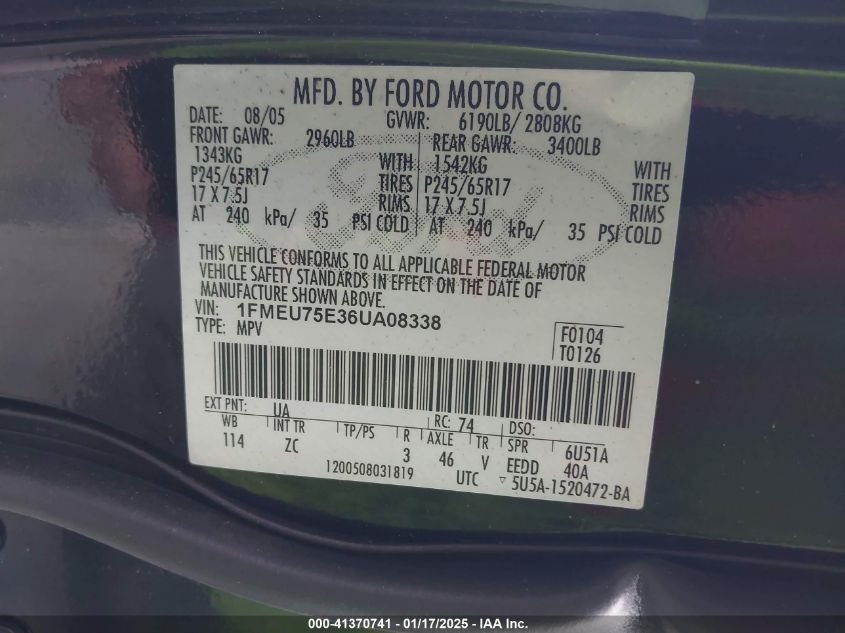 MFD. BY FORD MOTOR CO.
DATE: 08/05 GVWR: 6190LB/ 2808KG
FRONT GAWR: 2960LB REAR GAWR: 3400LB
1343KG WITH 1542KG WITH
P245/65R17 TIRES P245/65R17 TIRES
17 X 7.5J RIMS 17 X 7.5J RIMS
AT 240 kPa/ 35 PSI COLD AT 240 kPa/ 35 PSI COLD
THIS VEHICLE CONFORMS TO ALL APPLICABLE FEDERAL MOTOR
VEHICLE SAFETY STANDARDS IN EFFECT ON THE DATE OF
MANUFACTURE SHOWN ABOVE.
VIN: 1FMEU75E36UA08338
TYPE: MPV
F0104
T0126
EXT PNT: UA RC: 74 DSO:
WB INT TR TP/PS R AXLE TR SPR 6U51A
114 ZC 3 46 V EEDD 40A
1200508031819 UTC ▽ 5U5A-1520472-BA
Ford
000-41370741 / 01/17/2025 - IAA Inc.